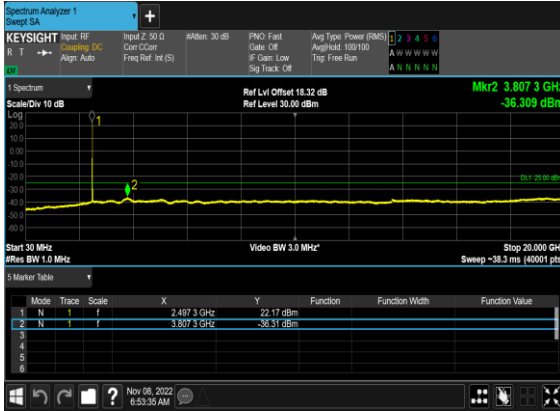 Spectrum Analyzer 1
Swept SA
+
KEYSIGHT
R T
Input: RF
Coupling: DC
Align: Auto
Input Z: 50 Ω
Corr CCorr
Freq Ref: Int (S)
#Atten: 30 dB
PNO: Fast
Gate: Off
IF Gain: Low
Sig Track: Off
Avg Type: Power (RMS)
Avg|Hold: 100/100
Trig: Free Run
1 2 3 4 5 6
A W W W W W
A N N N N N
1 Spectrum
Scale/Div 10 dB
Ref Lvl Offset 18.32 dB
Ref Level 30.00 dBm
Mkr2 3.807 3 GHz
-36.309 dBm
Log
20.0
10.0
0.00
-10.0
-20.0
-30.0
-40.0
-50.0
-60.0
1
2
DL1 -25.00 dBm
Start 30 MHz
#Res BW 1.0 MHz
Video BW 3.0 MHz*
Stop 20.000 GH
Sweep ~38.3 ms (40001 pts
5 Marker Table
Mode Trace Scale X Y Function Function Width Function Value
1 N 1 f 2.497 3 GHz 22.17 dBm
2 N 1 f 3.807 3 GHz -36.31 dBm
3
4
5
6
?
Nov 08, 2022
6:53:35 AM